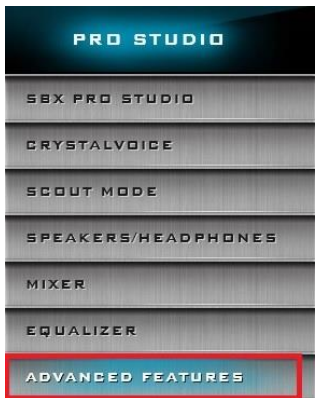 PRO STUDIO
SBX PRO STUDIO
CRYSTALVOICE
SCOUT MODE
SPEAKERS/HEADPHONES
MIXER
EQUALIZER
ADVANCED FEATURES